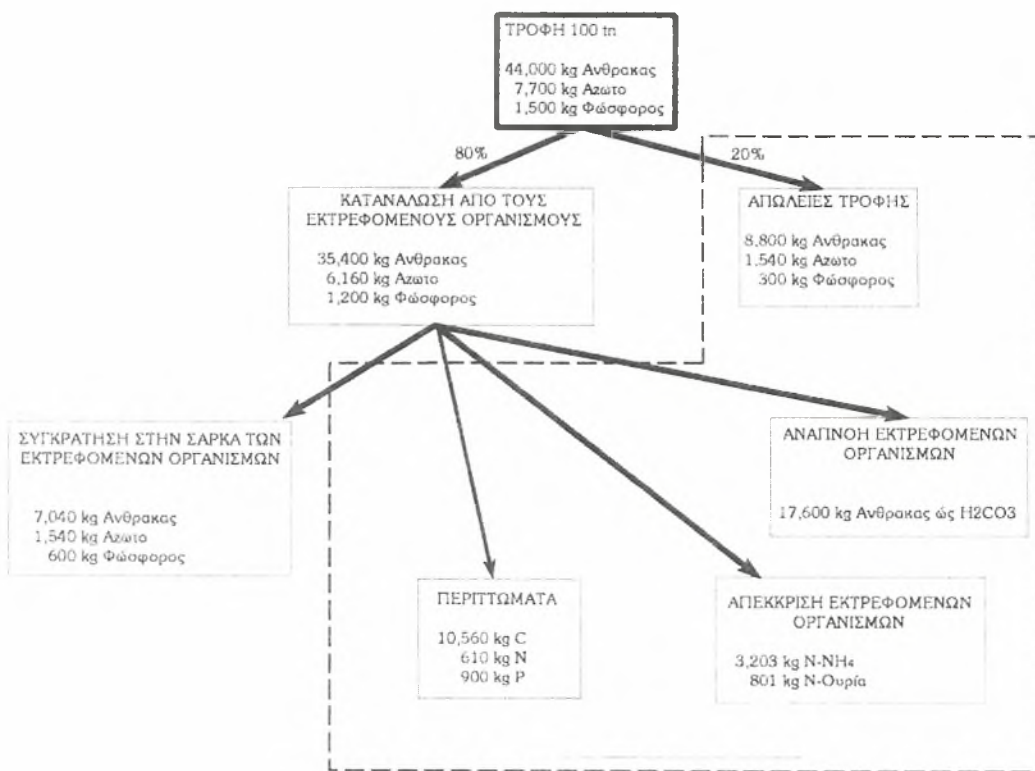 ΤΡΟΦΗ 100 tn
44,000 kg Ανθρακας
7,700 kg Αzωτο
1,500 kg Φώσφορος
80%
20%
ΚΑΤΑΝΑΛΩΣΗ ΑΠΟ ΤΟΥΣ
ΕΚΤΡΕΦΟΜΕΝΟΥΣ ΟΡΓΑΝΙΣΜΟΥΣ
35,400 kg Ανθρακας
6,160 kg Αzωτο
1,200 kg Φώσφορος
ΑΠΩΛΕΙΕΣ ΤΡΟΦΗΣ
8,800 kg Ανθρακας
1,540 kg Αzωτο
300 kg Φώσφορος
ΣΥΓΚΡΑΤΗΣΗ ΣΤΗΝ ΣΑΡΚΑ ΤΩΝ
ΕΚΤΡΕΦΟΜΕΝΩΝ ΟΡΓΑΝΙΣΜΩΝ
7,040 kg Ανθρακας
1,540 kg Αzωτο
600 kg Φώσφορος
ΑΝΑΠΝΟΗ ΕΚΤΡΕΦΟΜΕΝΩΝ
ΟΡΓΑΝΙΣΜΩΝ
17,600 kg Ανθρακας ώς H2CO3
ΠΕΡΙΤΤΩΜΑΤΑ
10,560 kg C
610 kg N
900 kg P
ΑΠΕΚΚΡΙΣΗ ΕΚΤΡΕΦΟΜΕΝΩΝ
ΟΡΓΑΝΙΣΜΩΝ
3,203 kg N-NH₄
801 kg N-Ουρία